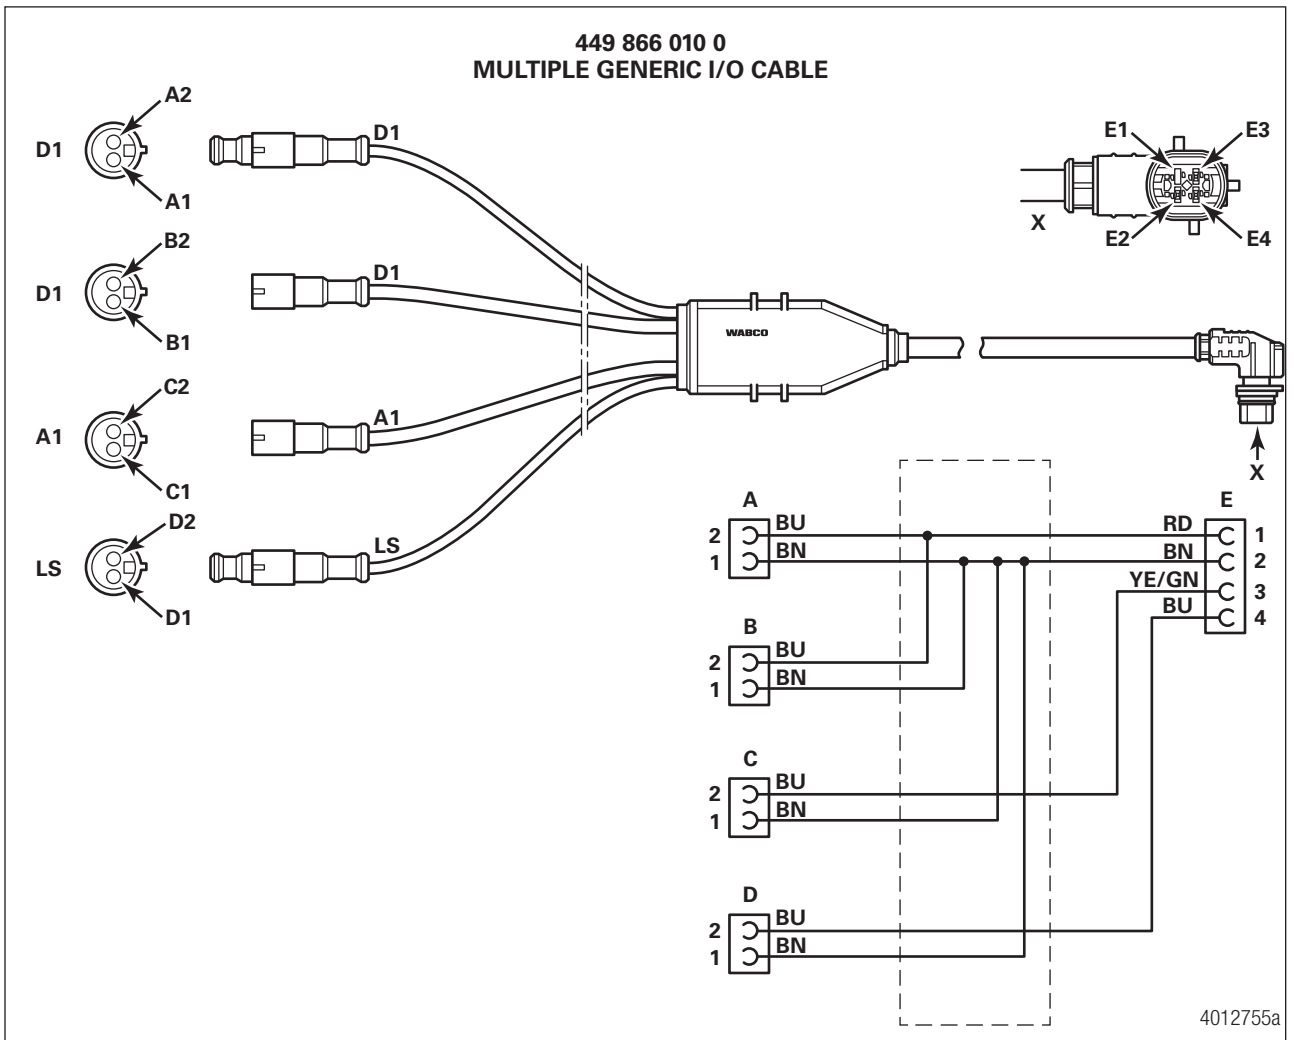 449 866 010 0
MULTIPLE GENERIC I/O CABLE
A2
D1
A1
D1
B2
D1
B1
D1
C2
A1
C1
A1
D2
LS
D1
LS
WABCO
E1
E3
X
E2
E4
X
A
2
BU
1
BN
B
2
BU
1
BN
C
2
BU
1
BN
D
2
BU
1
BN
E
RD
1
BN
2
YE/GN
3
BU
4
4012755a